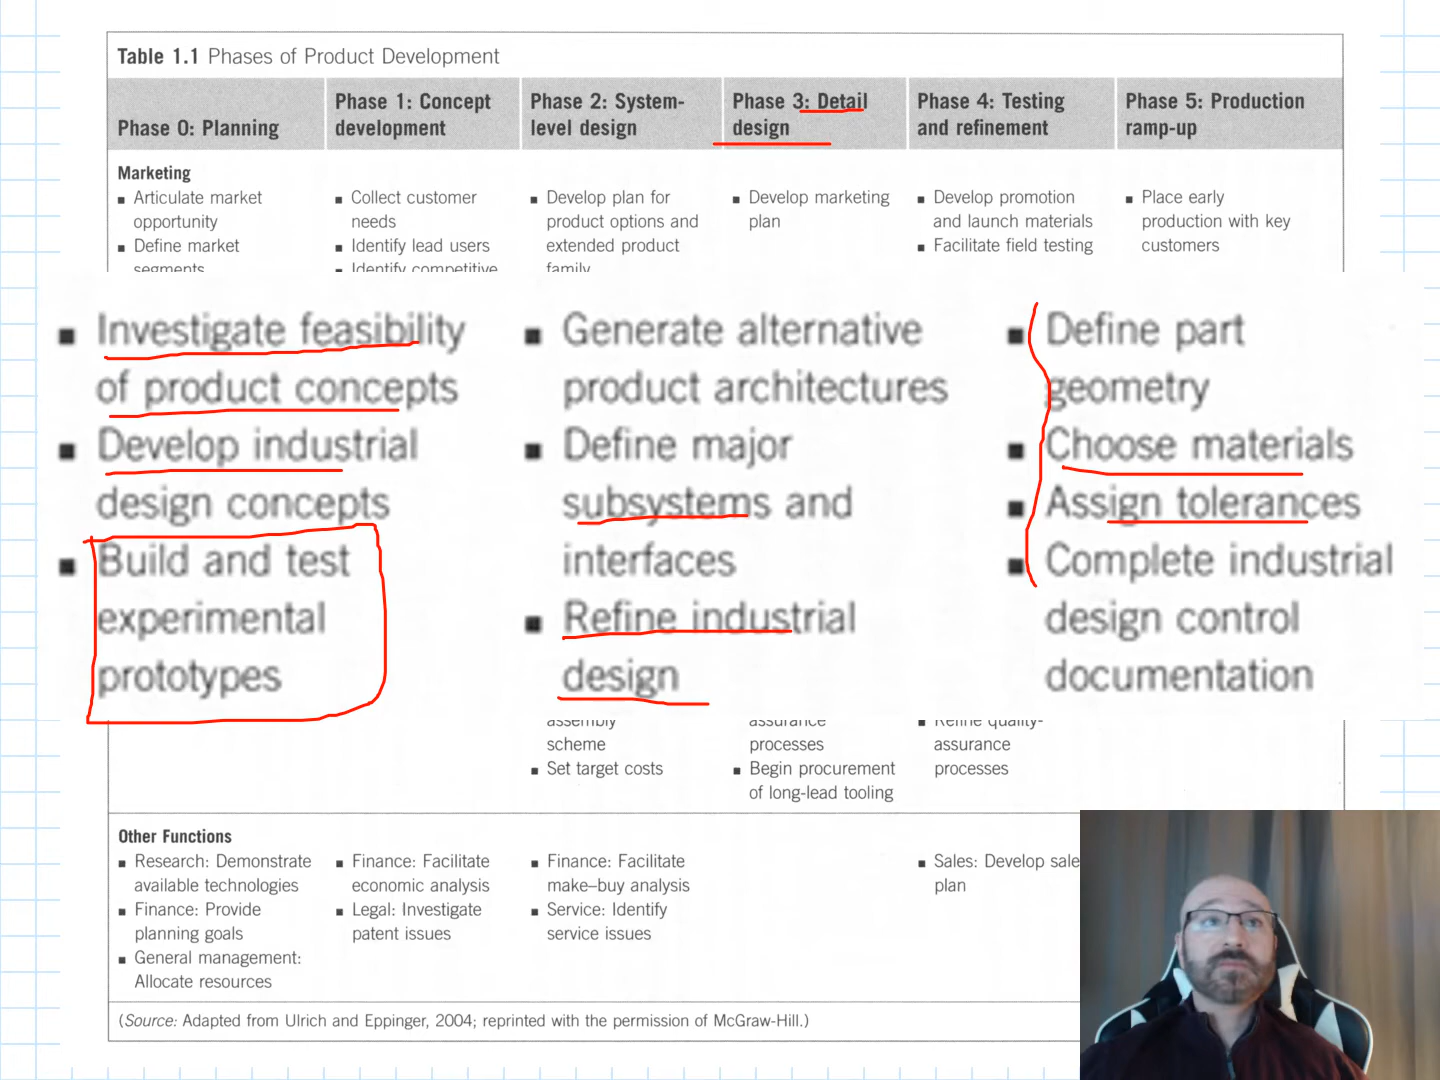 Table 1.1 Phases of Product Development
Phase 0: Planning
Phase 1: Concept
development
Phase 2: System-
level design
Phase 3: Detail
design
Phase 4: Testing
and refinement
Phase 5: Production
ramp-up
Marketing
▪ Articulate market
opportunity
▪ Define market
segments
▪ Collect customer
needs
▪ Identify lead users
▪ Identify competitive
▪ Develop plan for
product options and
extended product
family
▪ Develop marketing
plan
▪ Develop promotion
and launch materials
▪ Facilitate field testing
▪ Place early
production with key
customers
▪ Investigate feasibility
of product concepts
▪ Develop industrial
design concepts
▪ Build and test
experimental
prototypes
▪ Generate alternative
product architectures
▪ Define major
subsystems and
interfaces
▪ Refine industrial
design
▪ Define part
geometry
▪ Choose materials
▪ Assign tolerances
▪ Complete industrial
design control
documentation
assembly
scheme
▪ Set target costs
assurance
processes
▪ Begin procurement
of long-lead tooling
▪ Refine quality-
assurance
processes
Other Functions
▪ Research: Demonstrate
available technologies
▪ Finance: Provide
planning goals
▪ General management:
Allocate resources
▪ Finance: Facilitate
economic analysis
▪ Legal: Investigate
patent issues
▪ Finance: Facilitate
make–buy analysis
▪ Service: Identify
service issues
▪ Sales: Develop sale
plan
(Source: Adapted from Ulrich and Eppinger, 2004; reprinted with the permission of McGraw-Hill.)